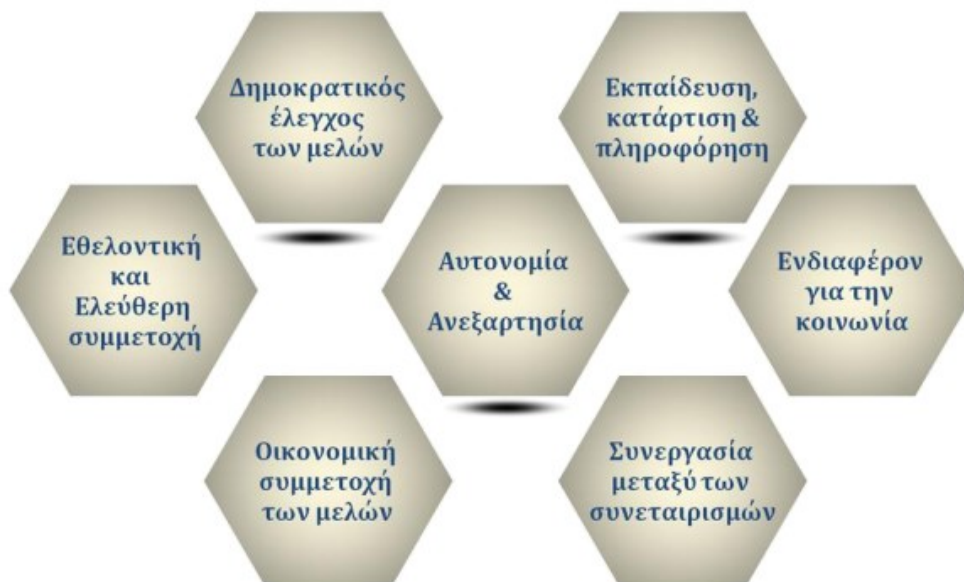 Δημοκρατικός
έλεγχος
των μελών
Εκπαίδευση,
κατάρτιση &
πληροφόρηση
Εθελοντική
και
Ελεύθερη
συμμετοχή
Αυτονομία
&
Ανεξαρτησία
Ενδιαφέρον
για την
κοινωνία
Οικονομική
συμμετοχή
των μελών
Συνεργασία
μεταξύ των
συνεταιρισμών